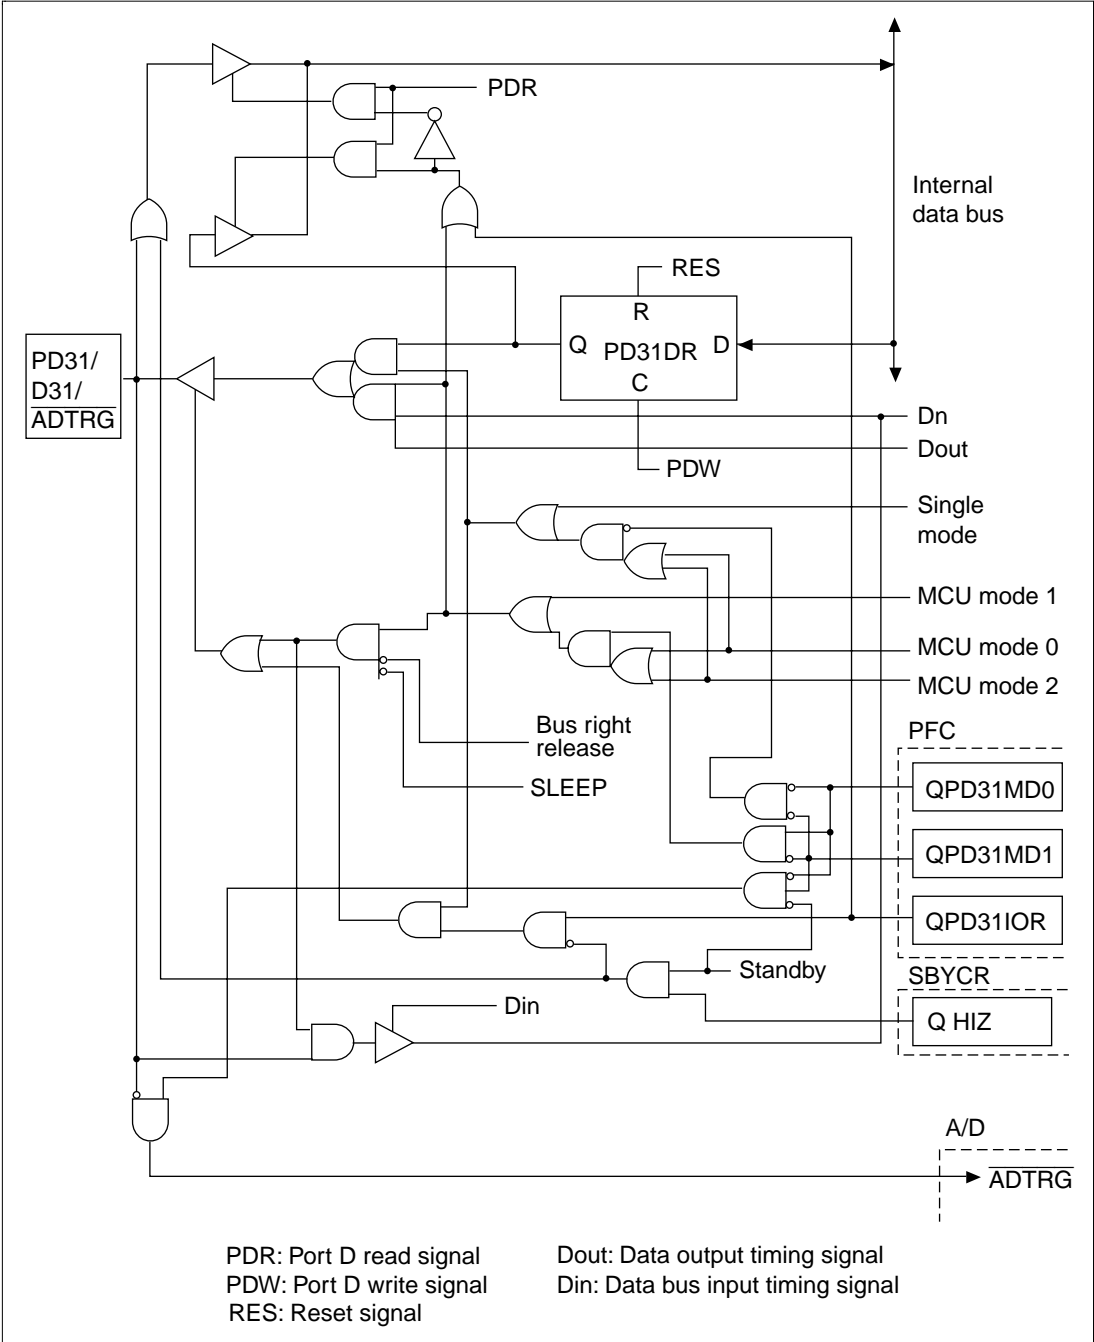 PDR
Internal
data bus
RES
R
Q PD31DR D
C
PD31/
D31/
ADTRG
Dn
Dout
PDW
Single
mode
MCU mode 1
MCU mode 0
MCU mode 2
Bus right
release
SLEEP
PFC
QPD31MD0
QPD31MD1
QPD31IOR
Standby
SBYCR
Q HIZ
Din
A/D
ADTRG
PDR: Port D read signal
PDW: Port D write signal
RES: Reset signal
Dout: Data output timing signal
Din: Data bus input timing signal